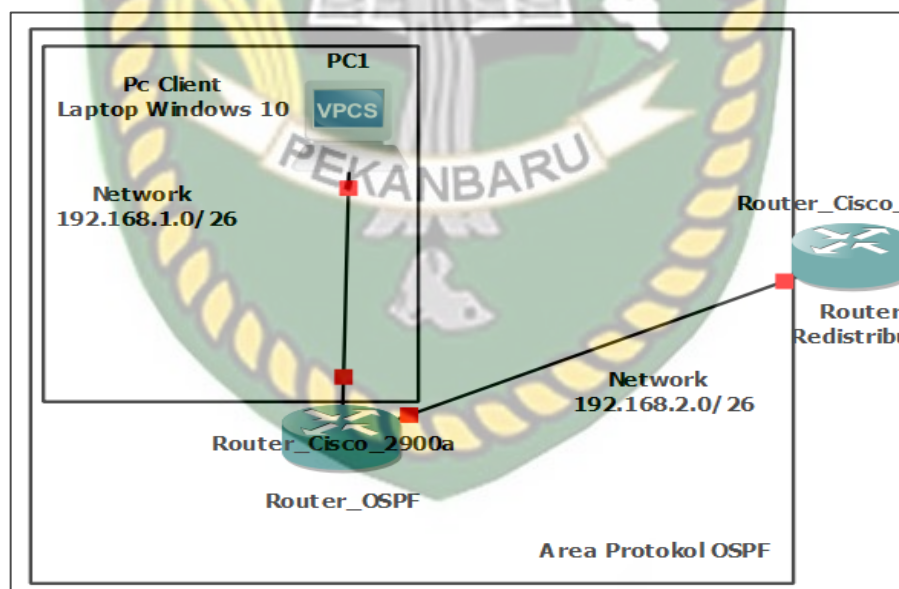 PC1
Pc Client
Laptop Windows 10
VPCS
PEKANBARU
Network
192.168.1.0/26
Router_Cisco_
Router
Network
192.168.2.0/26
Router_Cisco_2900a
Router_OSPF
Area Protokol OSPF